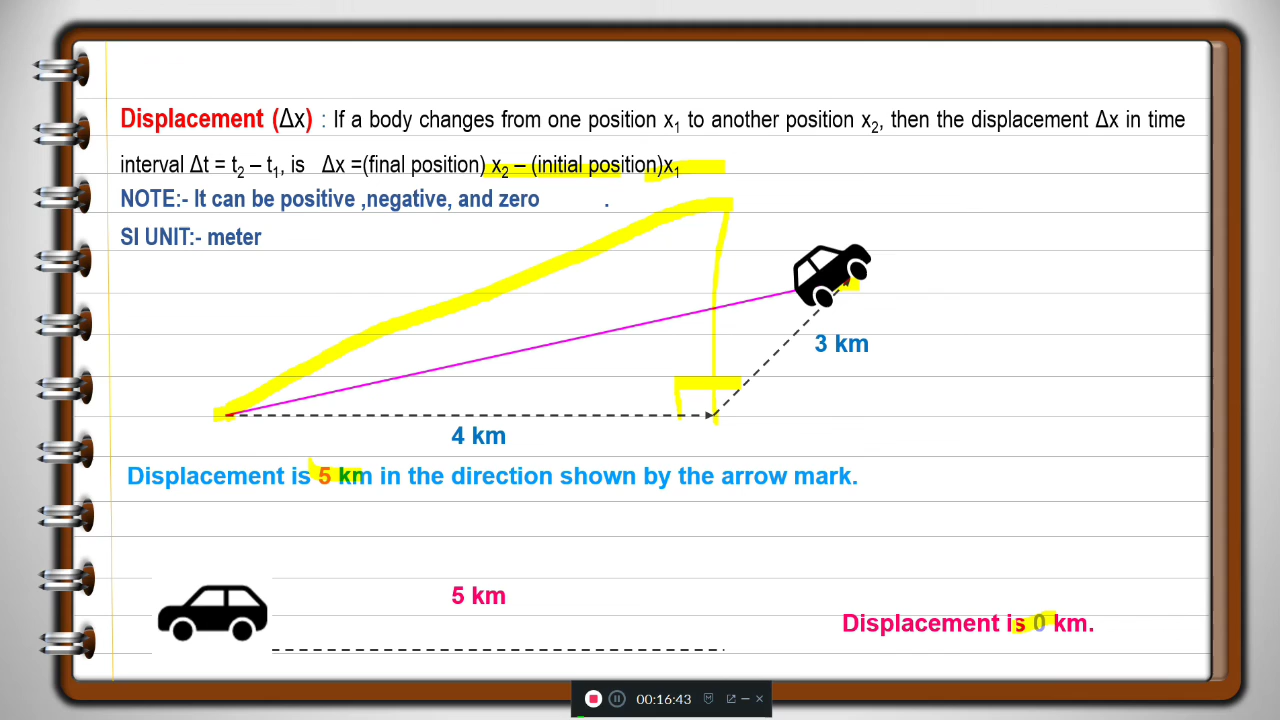 Displacement (Δx) : If a body changes from one position x₁ to another position x₂, then the displacement Δx in time
interval Δt = t₂ – t₁, is Δx =(final position) x₂ – (initial position)x₁
NOTE:- It can be positive ,negative, and zero .
SI UNIT:- meter
3 km
4 km
Displacement is 5 km in the direction shown by the arrow mark.
5 km
Displacement is 0 km.
00:16:43